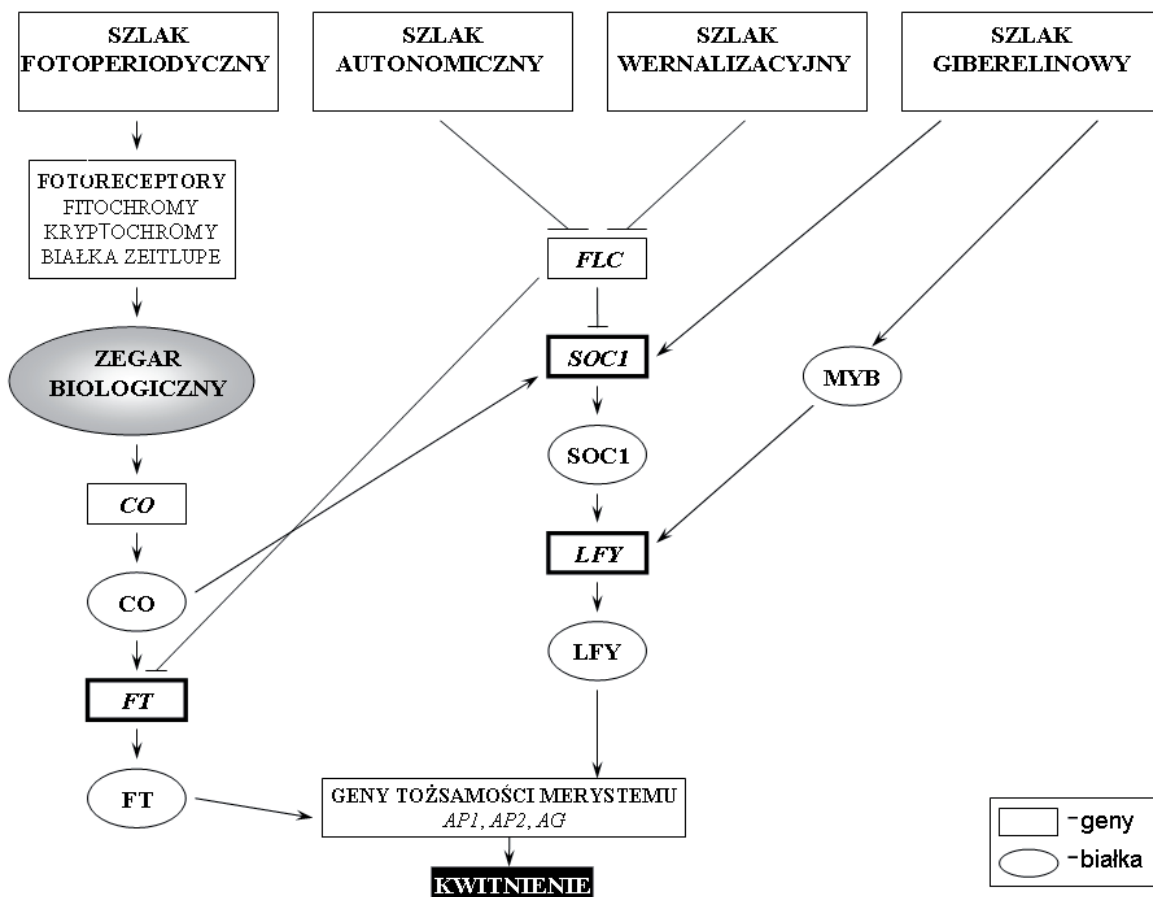 SZLAK
FOTOPERIODYCZNY
SZLAK
AUTONOMICZNY
SZLAK
WERNALIZACYJNY
SZLAK
GIBERELINOWY
FOTORECEPTORY
FITOCHROMY
KRYPTOCHROMY
BIAŁKA ZEITLUPE
FLC
ZEGAR
BIOLOGICZNY
SOC1
MYB
SOC1
CO
LFY
CO
LFY
FT
FT
GENY TOŻSAMOŚCI MERYSTEMU
AP1, AP2, AG
KWITNIENIE
-geny
-białka